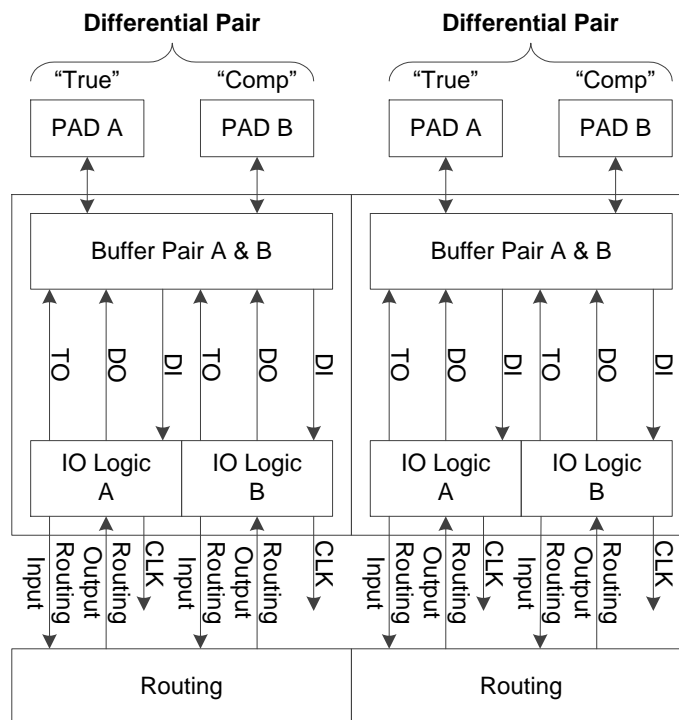 Differential Pair
Differential Pair
“True”
“Comp”
“True”
“Comp”
PAD A
PAD B
PAD A
PAD B
Buffer Pair A & B
Buffer Pair A & B
TO
DO
DI
TO
DO
DI
TO
DO
DI
TO
DO
DI
IO Logic
A
IO Logic
B
IO Logic
A
IO Logic
B
Routing
Input
Routing
Output
CLK
Routing
Input
Routing
Output
CLK
Routing
Input
Routing
Output
CLK
Routing
Input
Routing
Output
CLK
Routing
Routing